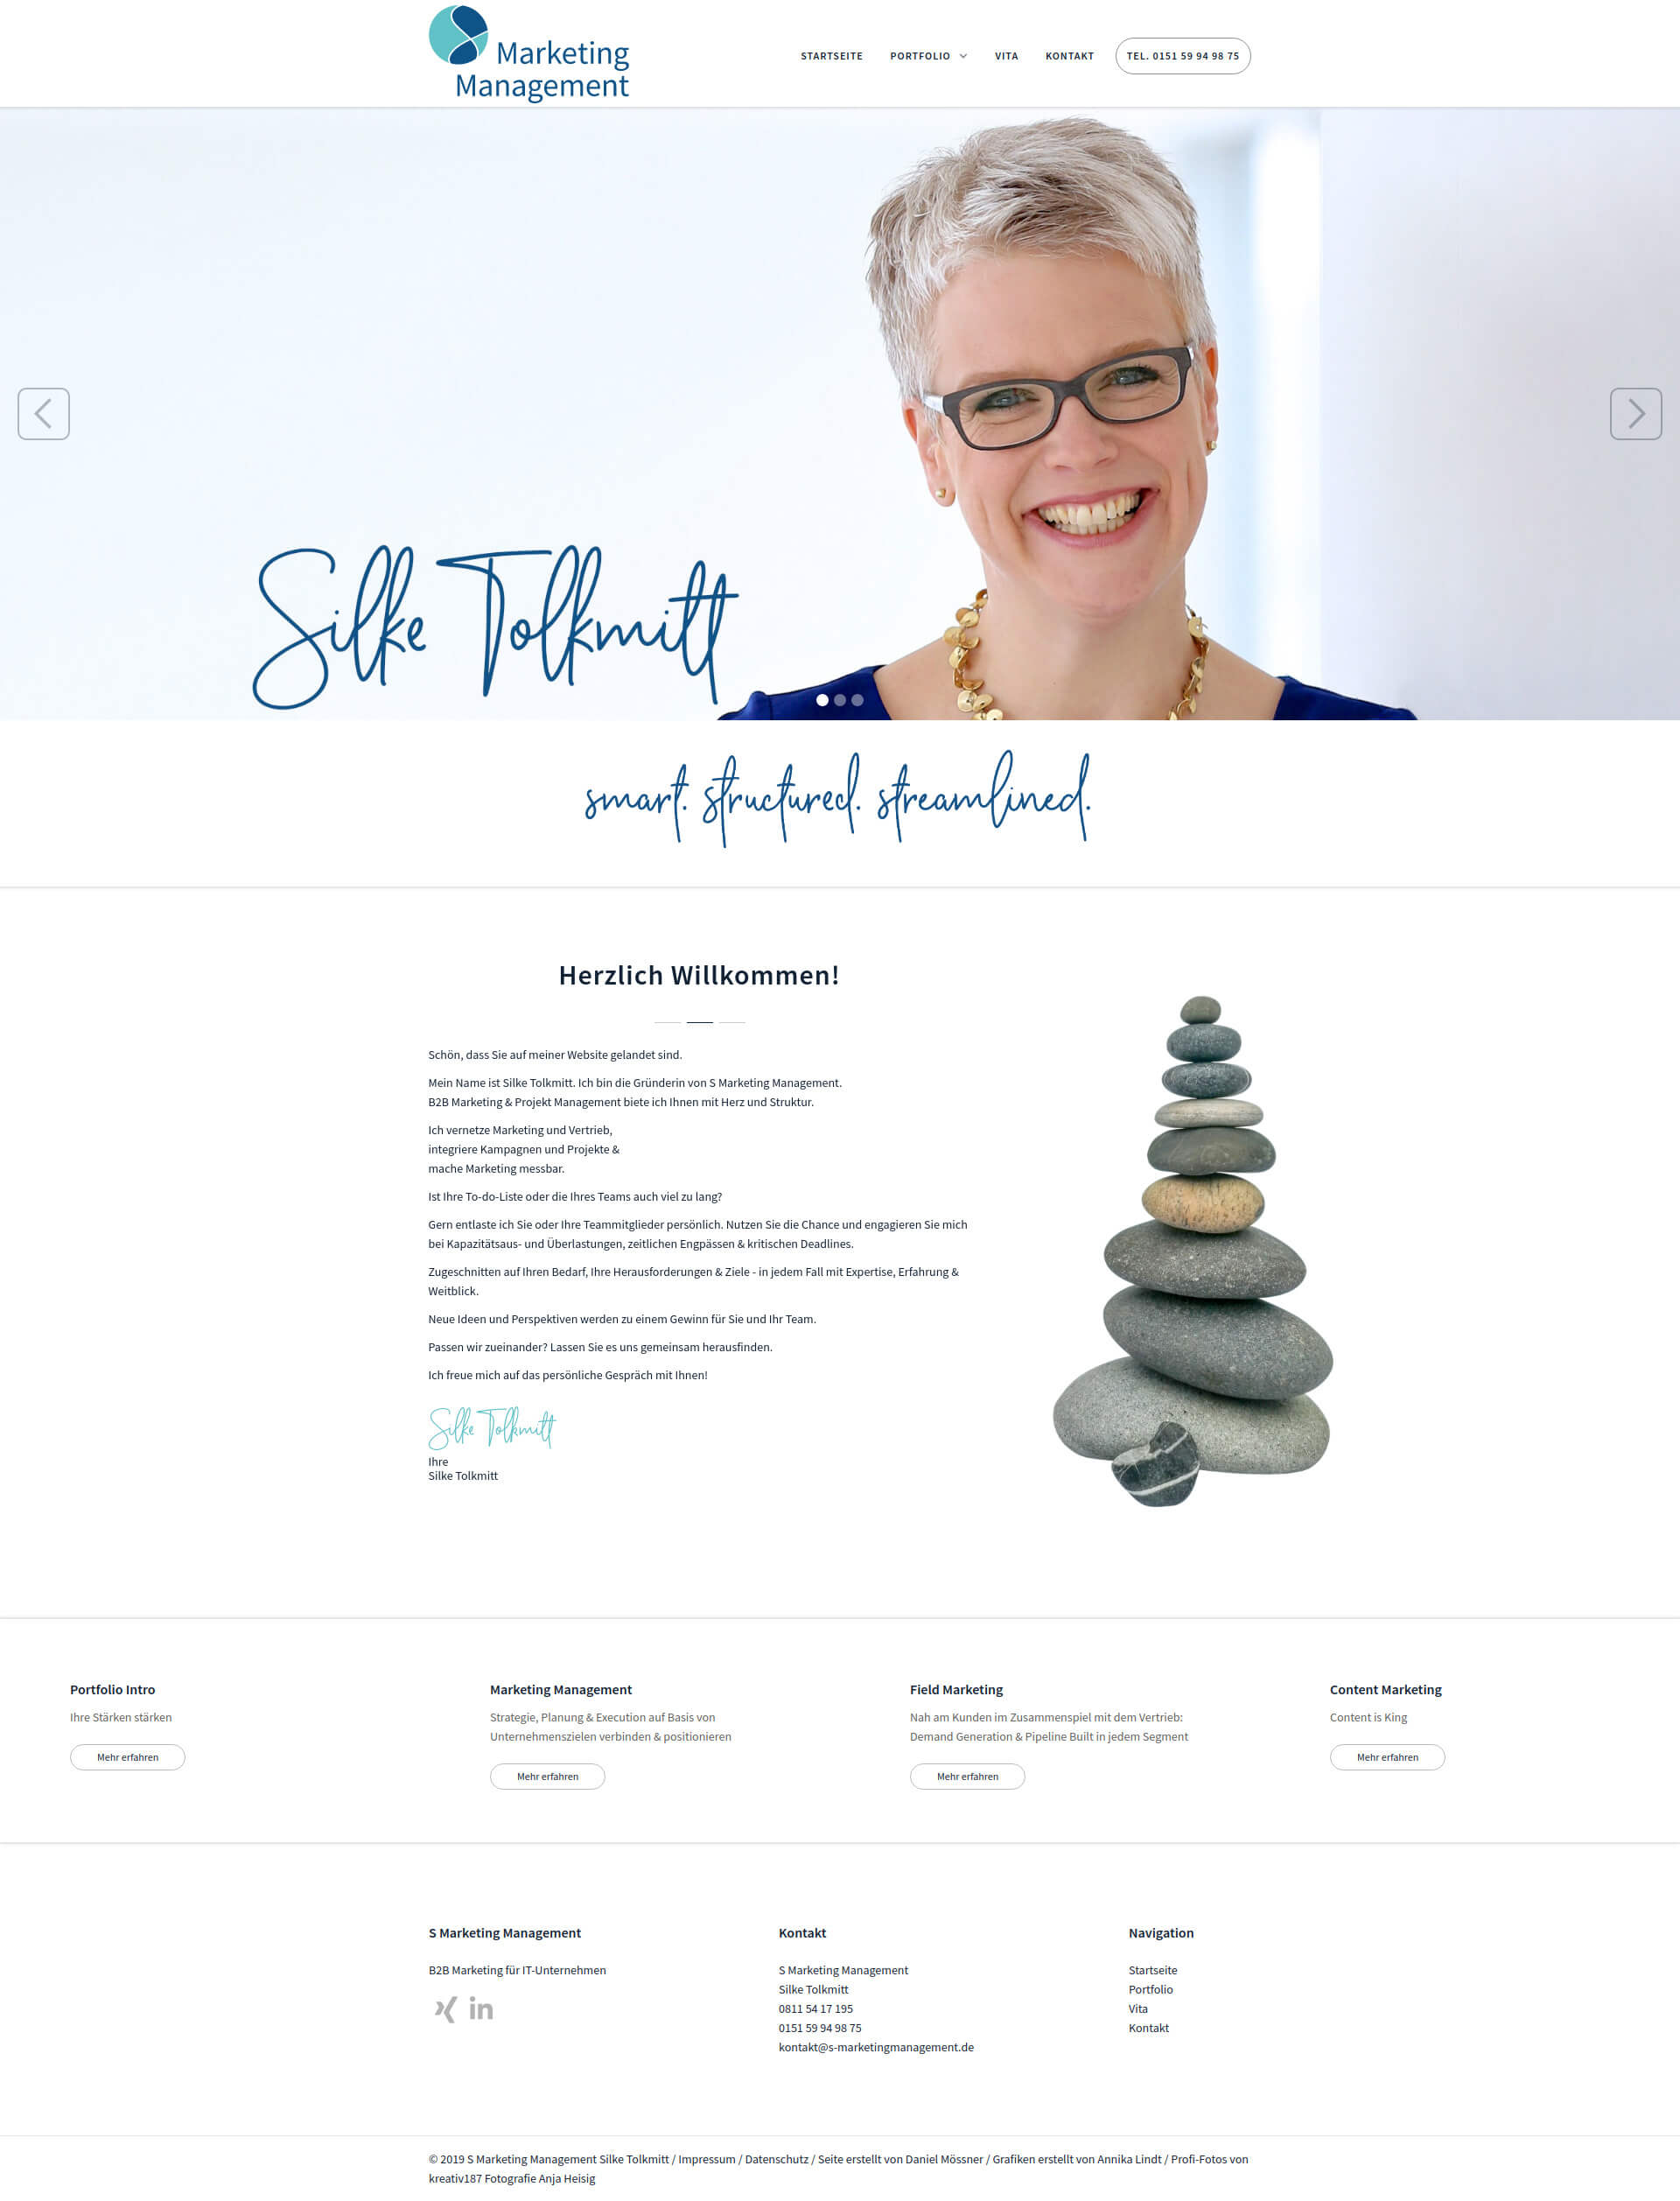 Marketing
Management
STARTSEITE
PORTFOLIO
VITA
KONTAKT
TEL. 0151 59 94 98 75
Silke Tolkmitt
smart. structured. streamlined.
Herzlich Willkommen!
Schön, dass Sie auf meiner Website gelandet sind.
Mein Name ist Silke Tolkmitt. Ich bin die Gründerin von S Marketing Management.
B2B Marketing & Projekt Management biete ich Ihnen mit Herz und Struktur.
Ich vernetze Marketing und Vertrieb,
integriere Kampagnen und Projekte &
mache Marketing messbar.
Ist Ihre To-do-Liste oder die Ihres Teams auch viel zu lang?
Gern entlaste ich Sie oder Ihre Teammitglieder persönlich. Nutzen Sie die Chance und engagieren Sie mich
bei Kapazitätsaus- und Überlastungen, zeitlichen Engpässen & kritischen Deadlines.
Zugeschnitten auf Ihren Bedarf, Ihre Herausforderungen & Ziele - in jedem Fall mit Expertise, Erfahrung &
Weitblick.
Neue Ideen und Perspektiven werden zu einem Gewinn für Sie und Ihr Team.
Passen wir zueinander? Lassen Sie es uns gemeinsam herausfinden.
Ich freue mich auf das persönliche Gespräch mit Ihnen!
Silke Tolkmitt
Ihre
Silke Tolkmitt
Portfolio Intro
Ihre Stärken stärken
Mehr erfahren
Marketing Management
Strategie, Planung & Execution auf Basis von
Unternehmenszielen verbinden & positionieren
Mehr erfahren
Field Marketing
Nah am Kunden im Zusammenspiel mit dem Vertrieb:
Demand Generation & Pipeline Built in jedem Segment
Mehr erfahren
Content Marketing
Content is King
Mehr erfahren
S Marketing Management
B2B Marketing für IT-Unternehmen
in
Kontakt
S Marketing Management
Silke Tolkmitt
0811 54 17 195
0151 59 94 98 75
kontakt@s-marketingmanagement.de
Navigation
Startseite
Portfolio
Vita
Kontakt
© 2019 S Marketing Management Silke Tolkmitt / Impressum / Datenschutz / Seite erstellt von Daniel Mössner / Grafiken erstellt von Annika Lindt / Profi-Fotos von
kreativ187 Fotografie Anja Heisig